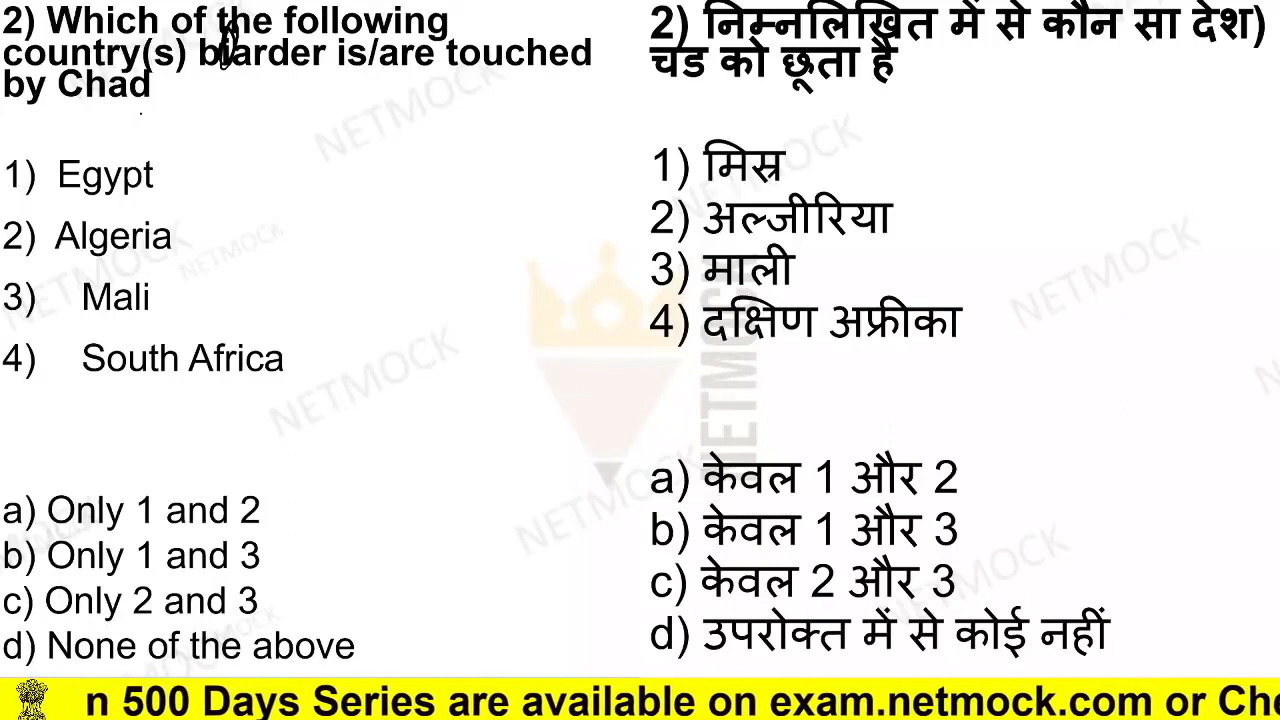 2) Which of the following
country(s) biarder is/are touched
by Chad
1) Egypt
2) Algeria
3) Mali
4) South Africa
a) Only 1 and 2
b) Only 1 and 3
c) Only 2 and 3
d) None of the above
2) निम्नलिखित में से कौन सा देश)
चड को छूता है
1) मिस्र
2) अल्जीरिया
3) माली
4) दक्षिण अफ्रीका
a) केवल 1 और 2
b) केवल 1 और 3
c) केवल 2 और 3
d) उपरोक्त में से कोई नहीं
NETMOCK
n 500 Days Series are available on exam.netmock.com or Che